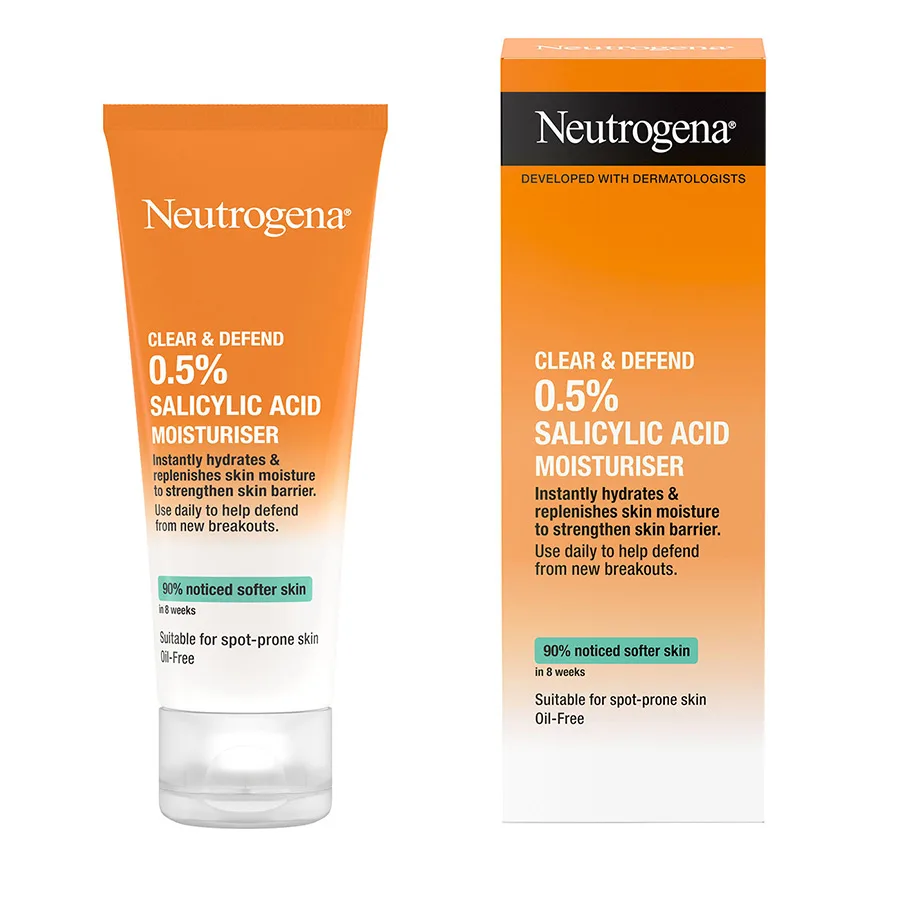 Neutrogena®
CLEAR & DEFEND
0.5%
SALICYLIC ACID
MOISTURISER
Instantly hydrates &
replenishes skin moisture
to strengthen skin barrier.
Use daily to help defend
from new breakouts.
90% noticed softer skin
in 8 weeks
Suitable for spot-prone skin
Oil-Free
Neutrogena®
Neutrogena®
DEVELOPED WITH DERMATOLOGISTS
CLEAR & DEFEND
0.5%
SALICYLIC ACID
MOISTURISER
Instantly hydrates &
replenishes skin moisture
to strengthen skin barrier.
Use daily to help defend
from new breakouts.
90% noticed softer skin
in 8 weeks
Suitable for spot-prone skin
Oil-Free